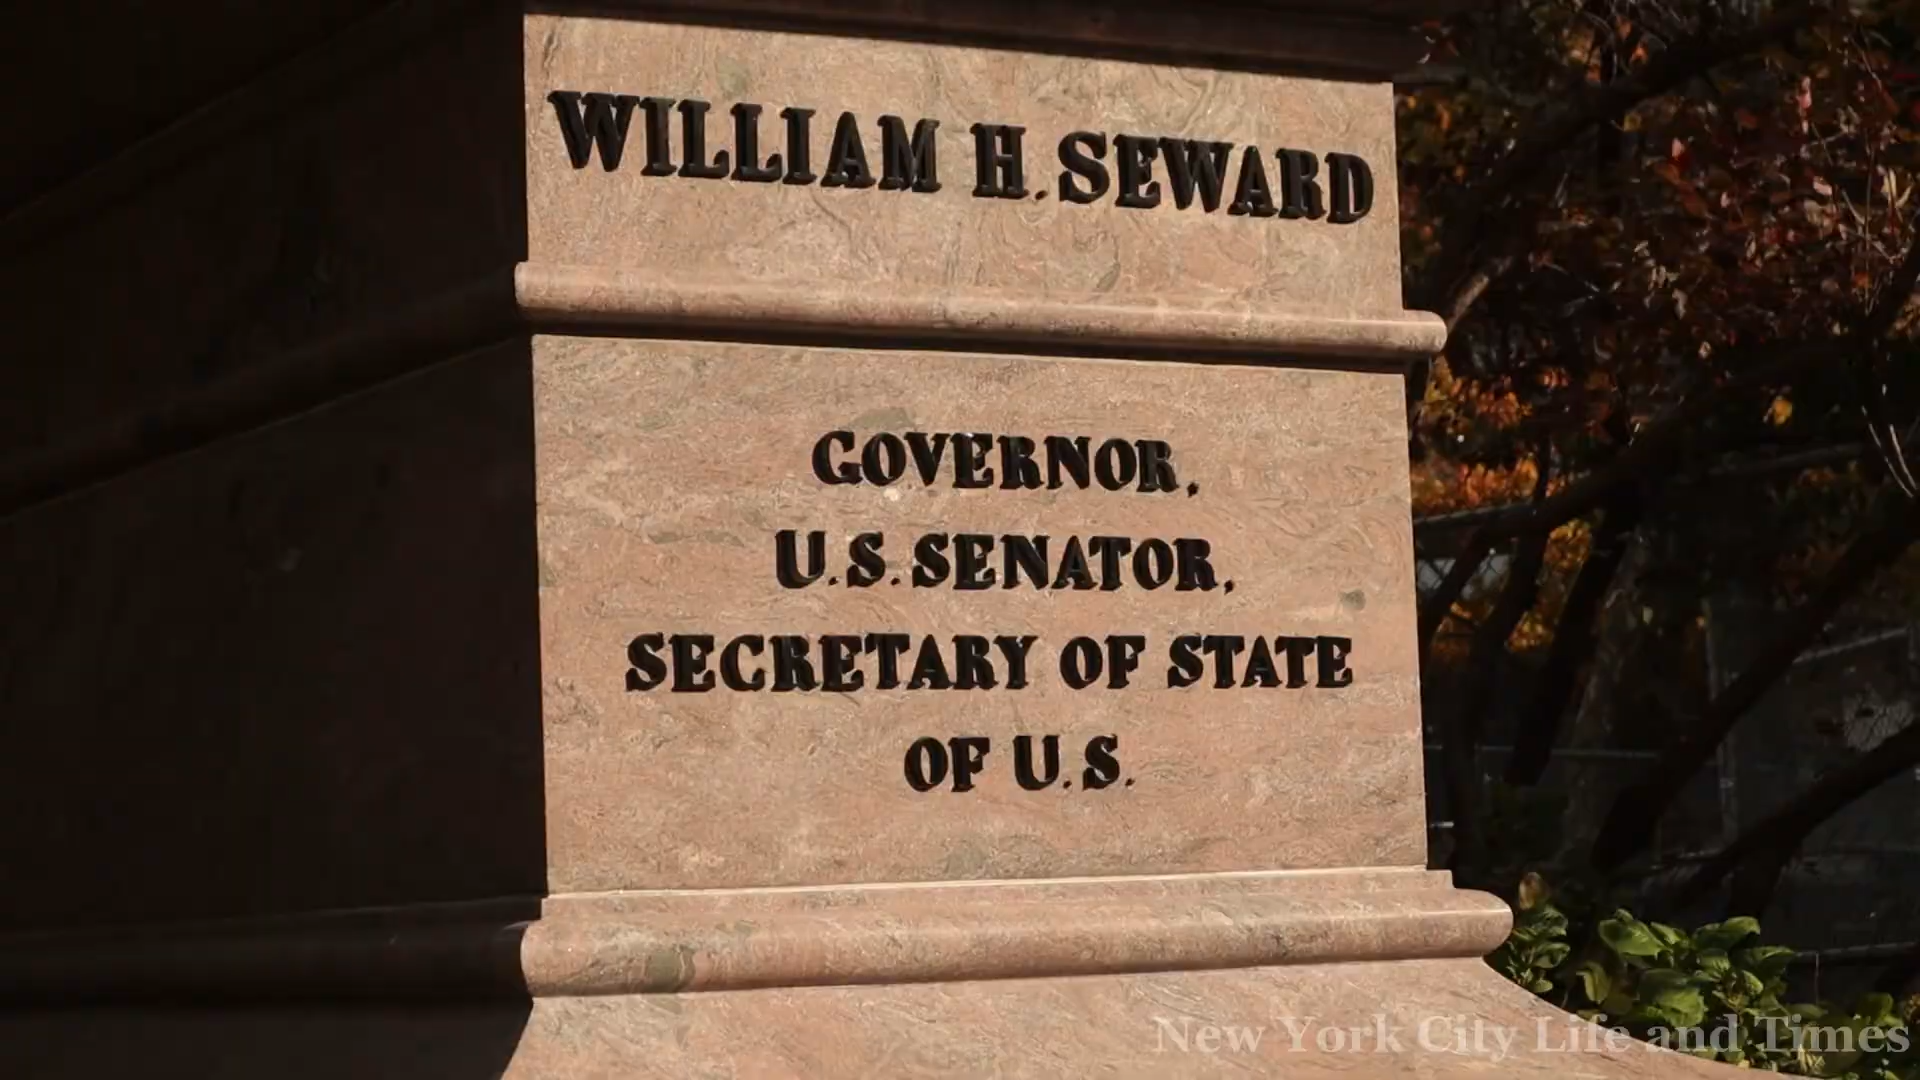 WILLIAM H. SEWARD
GOVERNOR,
U.S. SENATOR,
SECRETARY OF STATE
OF U.S.
New York City Life and Times